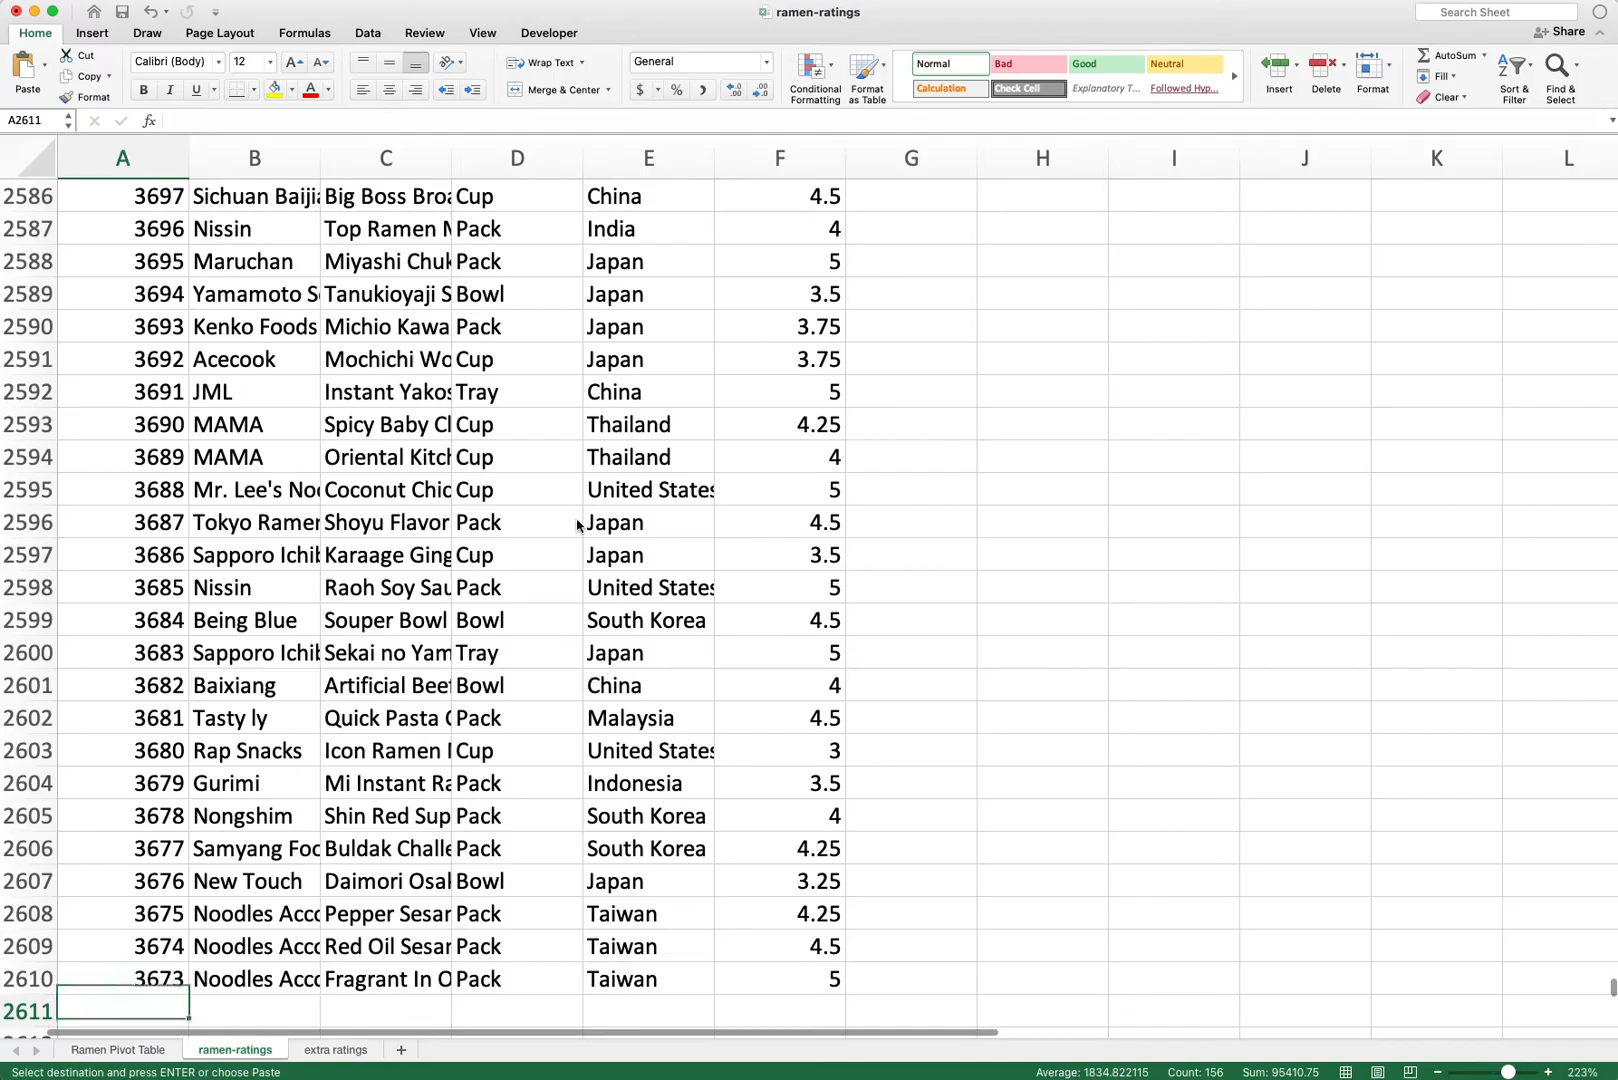 ramen-ratings
Search Sheet
Home Insert Draw Page Layout Formulas Data Review View Developer
Share
Paste
Cut
Copy
Format
Calibri (Body) 12
A A
B I U A
Wrap Text
Merge & Center
General
$ %
Conditional Formatting
Format as Table
Normal Bad Good Neutral
Calculation Check Cell Explanatory T... Followed Hyp...
Insert Delete Format
AutoSum
Fill
Clear
Sort & Filter
Find & Select
A2611 fx
A B C D E F G H I J K L
2586 3697 Sichuan Baijia Big Boss Broa Cup China 4.5
2587 3696 Nissin Top Ramen M Pack India 4
2588 3695 Maruchan Miyashi Chuk Pack Japan 5
2589 3694 Yamamoto S Tanukioyaji S Bowl Japan 3.5
2590 3693 Kenko Foods Michio Kawa Pack Japan 3.75
2591 3692 Acecook Mochichi Wo Cup Japan 3.75
2592 3691 JML Instant Yakos Tray China 5
2593 3690 MAMA Spicy Baby Cl Cup Thailand 4.25
2594 3689 MAMA Oriental Kitch Cup Thailand 4
2595 3688 Mr. Lee's Noo Coconut Chic Cup United States 5
2596 3687 Tokyo Ramen Shoyu Flavor Pack Japan 4.5
2597 3686 Sapporo Ichib Karaage Ging Cup Japan 3.5
2598 3685 Nissin Raoh Soy Sau Pack United States 5
2599 3684 Being Blue Souper Bowl Bowl South Korea 4.5
2600 3683 Sapporo Ichib Sekai no Yam Tray Japan 5
2601 3682 Baixiang Artificial Beef Bowl China 4
2602 3681 Tasty ly Quick Pasta C Pack Malaysia 4.5
2603 3680 Rap Snacks Icon Ramen Cup United States 3
2604 3679 Gurimi Mi Instant Ra Pack Indonesia 3.5
2605 3678 Nongshim Shin Red Sup Pack South Korea 4
2606 3677 Samyang Foo Buldak Challe Pack South Korea 4.25
2607 3676 New Touch Daimori Osak Bowl Japan 3.25
2608 3675 Noodles Acco Pepper Sesar Pack Taiwan 4.25
2609 3674 Noodles Acco Red Oil Sesar Pack Taiwan 4.5
2610 3673 Noodles Acco Fragrant In O Pack Taiwan 5
2611
Ramen Pivot Table ramen-ratings extra ratings +
Select destination and press ENTER or choose Paste Average: 1834.822115 Count: 156 Sum: 95410.75 223%